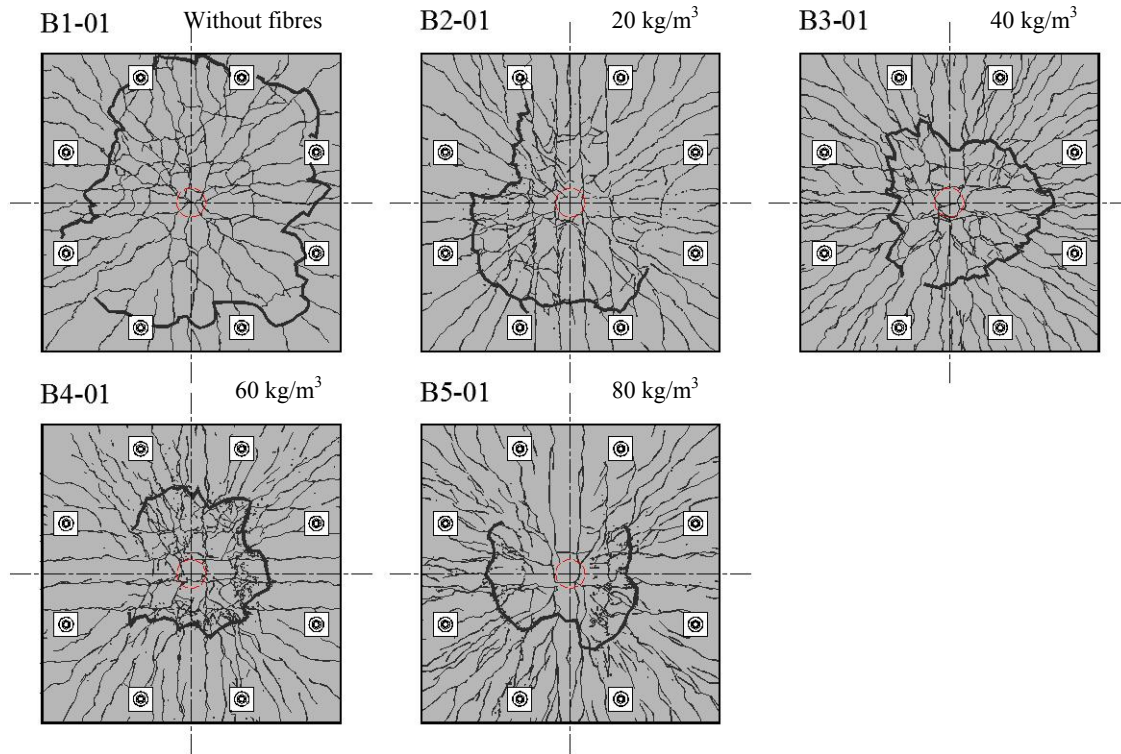 B1-01 Without fibres
B2-01 20 kg/m³
B3-01 40 kg/m³
B4-01 60 kg/m³
B5-01 80 kg/m³